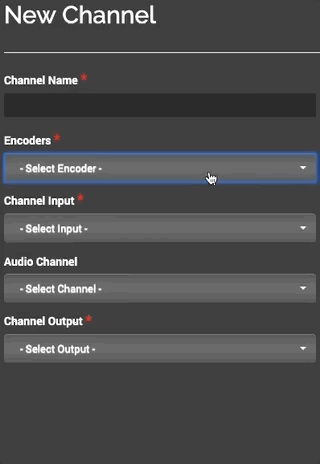 New Channel
Channel Name *
Encoders *
- Select Encoder -
Channel Input *
- Select Input -
Audio Channel
- Select Channel -
Channel Output *
- Select Output -